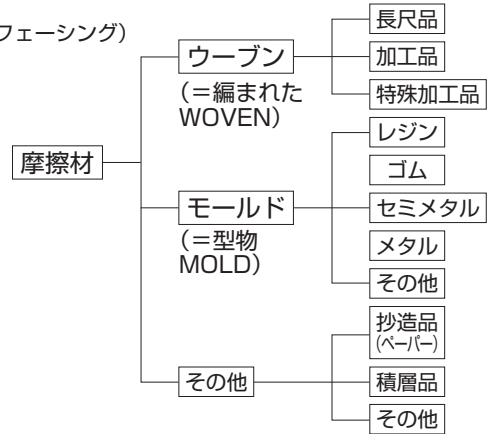 フェーシング)
摩擦材
ウーブン
(＝編まれた
WOVEN)
長尺品
加工品
特殊加工品
モールド
(＝型物
MOLD)
レジン
ゴム
セミメタル
メタル
その他
その他
抄造品
(ペーパー)
積層品
その他